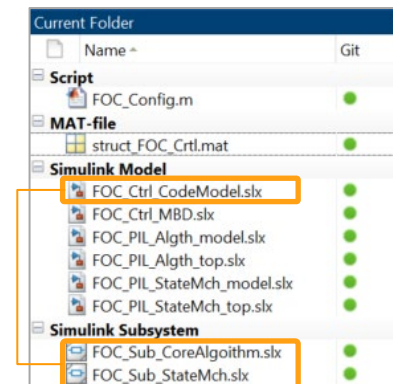 Current Folder
Name Git
Script
FOC_Config.m
MAT-file
struct_FOC_Crtl.mat
Simulink Model
FOC_Ctrl_CodeModel.slx
FOC_Ctrl_MBD.slx
FOC_PIL_Algth_model.slx
FOC_PIL_Algth_top.slx
FOC_PIL_StateMch_model.slx
FOC_PIL_StateMch_top.slx
Simulink Subsystem
FOC_Sub_CoreAlgoithm.slx
FOC_Sub_StateMch.slx